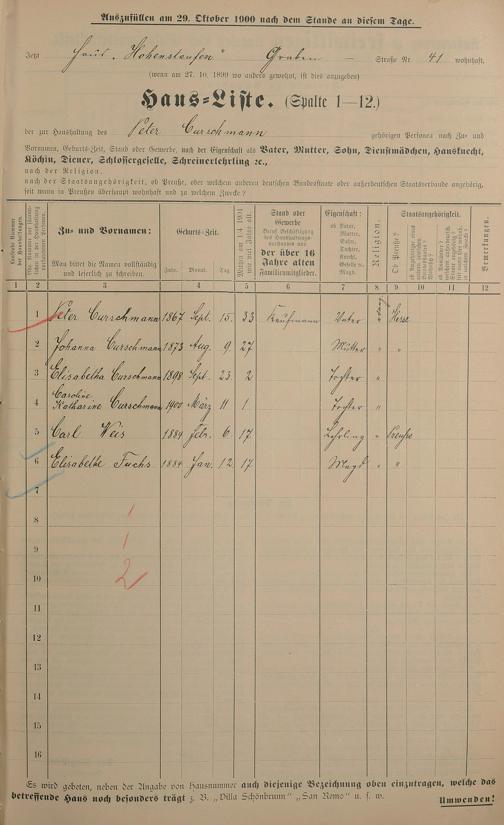 Auszufüllen am 29. Oktober 1900 nach dem Stande an diesem Tage.
Jetzt Haus „Hohenstaufen“ Graben — Straße Nr. 41 wohnhaft.
(wenn am 27. 10. 1899 wo anders gewohnt, ist dies anzugeben)
Haus=Liste. (Spalte 1—12.)
der zur Haushaltung des Peter Curschmann gehörigen Personen nach Zu= und
Vornamen, Geburts=Zeit, Stand oder Gewerbe, nach der Eigenschaft als Vater, Mutter, Sohn, Dienstmädchen, Hausknecht,
Köchin, Diener, Schlossergeselle, Schreinerlehrling 2c.,
nach der Religion,
nach der Staatsangehörigkeit, ob Preuße, oder welchem anderen deutschen Bundesstaate oder außerdeutschen Staatsverbande angehörig,
seit wann in Preußen überhaupt wohnhaft und zu welchem Zwecke?
Zu= und Vornamen:
Man bittet die Namen vollständig
und leserlich zu schreiben.
Geburts=Zeit.
Jahr. Monat. Tag
Stand oder
Gewerbe
der über 16
Jahre alten
Familienmitglieder.
Eigenschaft:
ob Vater,
Mutter,
Sohn,
Tochter,
Knecht,
Geselle o.
Magd.
Religion.
Staatsangehörigkeit.
Ob Preuße?
Bemerkungen.
1 2 3 4 5 6 7 8 9 10 11 12
1 Peter Curschmann 1867 Sept. 15. 33 Kaufmann Vater Hesse
2 Johanna Curschmann 1873 Aug. 9 27 Mutter " "
3 Elisabetha Curschmann 1898 Sept. 23. 2 Tochter "
Caroline
4 Katharine Curschmann 1900 März 11 1 Tochter "
5 Carl Weis 1884 Febr. 6 17 Lehrling " Preuße
6 Elisabethe Fuchs 1884 Jan. 12 17 Magd " "
7
8
9
10
2
11
12
13
14
15
16
Es wird gebeten, neben der Angabe von Hausnummer auch diejenige Bezeichnung oben einzutragen, welche das
betreffende Haus noch besonders trägt z. B. „Villa Schönbrunn“ „San Remo“ u. s. w.
Umwenden!